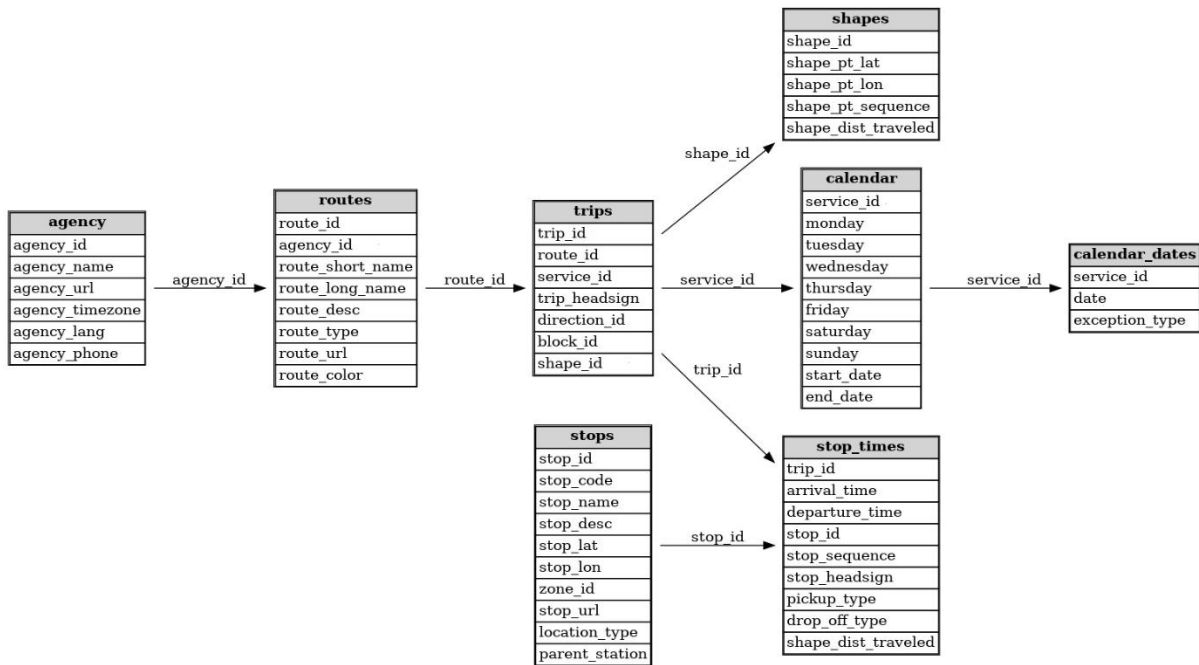 agency
agency_id
agency_name
agency_url
agency_timezone
agency_lang
agency_phone
agency_id
routes
route_id
agency_id
route_short_name
route_long_name
route_desc
route_type
route_url
route_color
route_id
trips
trip_id
route_id
service_id
trip_headsign
direction_id
block_id
shape_id
stops
stop_id
stop_code
stop_name
stop_desc
stop_lat
stop_lon
zone_id
stop_url
location_type
parent_station
shape_id
service_id
trip_id
stop_id
shapes
shape_id
shape_pt_lat
shape_pt_lon
shape_pt_sequence
shape_dist_traveled
calendar
service_id
monday
tuesday
wednesday
thursday
friday
saturday
sunday
start_date
end_date
stop_times
trip_id
arrival_time
departure_time
stop_id
stop_sequence
stop_headsign
pickup_type
drop_off_type
shape_dist_traveled
service_id
calendar_dates
service_id
date
exception_type